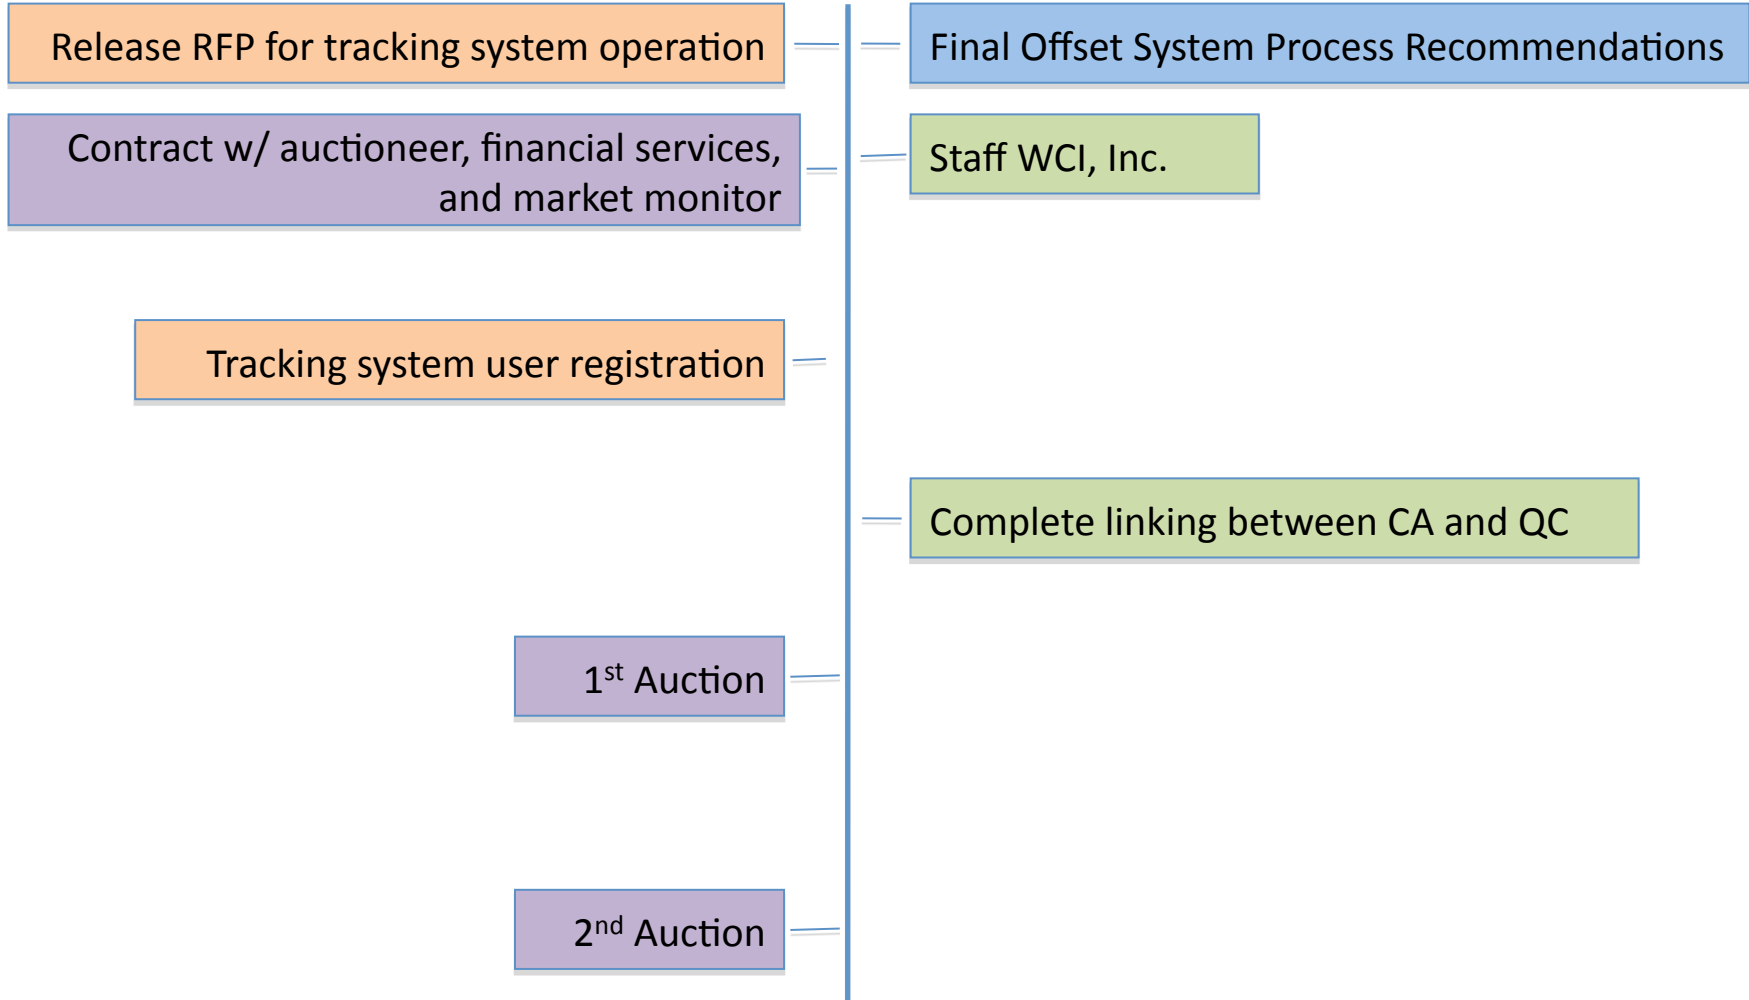 Release RFP for tracking system operation
Final Offset System Process Recommendations
Contract w/ auctioneer, financial services,
and market monitor
Staff WCI, Inc.
Tracking system user registration
Complete linking between CA and QC
1st Auction
2nd Auction